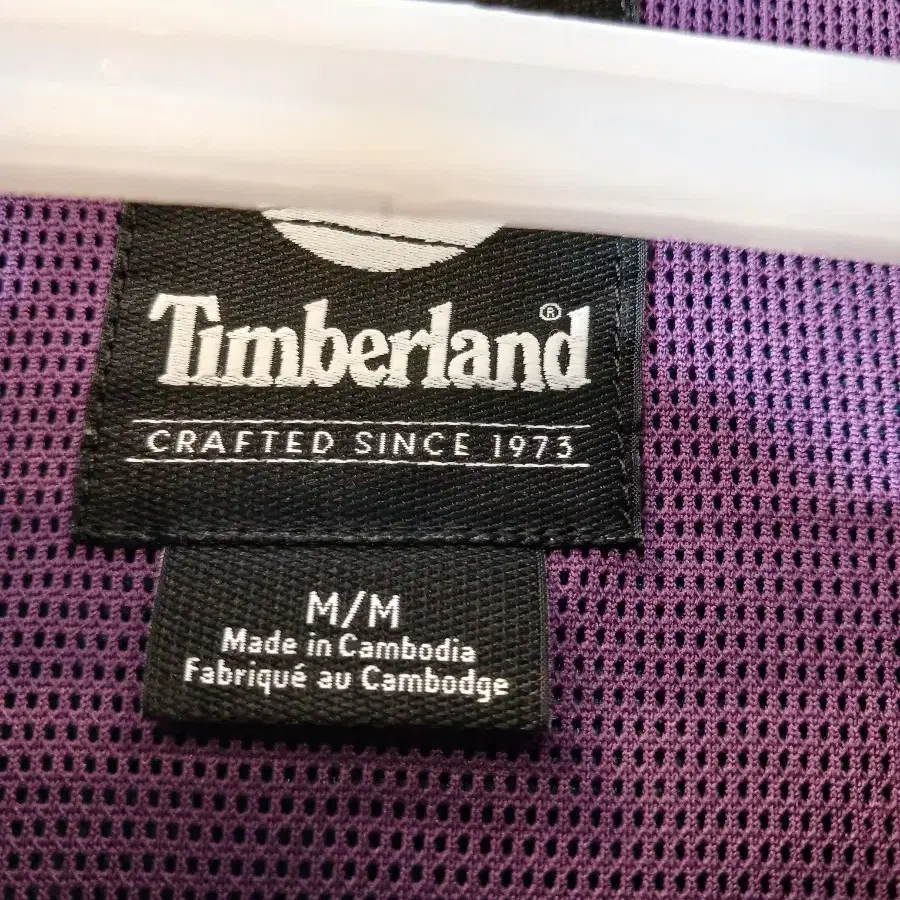 Timberland®
CRAFTED SINCE 1973
M/M
Made in Cambodia
Fabriqué au Cambodge